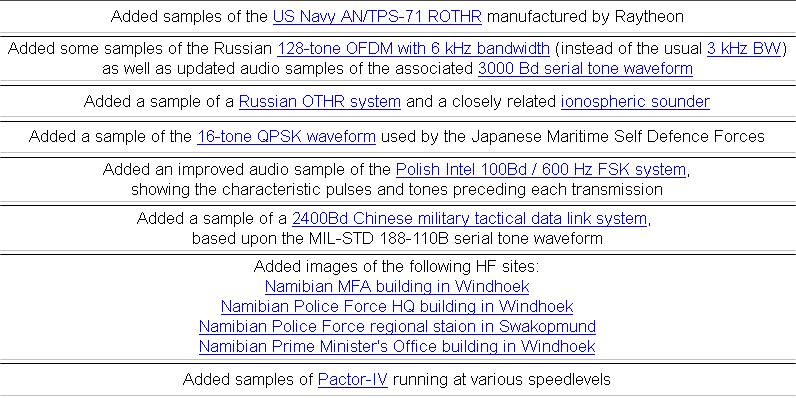 Added samples of the US Navy AN/TPS-71 ROTHR manufactured by Raytheon
Added some samples of the Russian 128-tone OFDM with 6 kHz bandwidth (instead of the usual 3 kHz BW)
as well as updated audio samples of the associated 3000 Bd serial tone waveform
Added a sample of a Russian OTHR system and a closely related ionospheric sounder
Added a sample of the 16-tone QPSK waveform used by the Japanese Maritime Self Defence Forces
Added an improved audio sample of the Polish Intel 100Bd / 600 Hz FSK system,
showing the characteristic pulses and tones preceding each transmission
Added a sample of a 2400Bd Chinese military tactical data link system,
based upon the MIL-STD 188-110B serial tone waveform
Added images of the following HF sites:
Namibian MFA building in Windhoek
Namibian Police Force HQ building in Windhoek
Namibian Police Force regional staion in Swakopmund
Namibian Prime Minister's Office building in Windhoek
Added samples of Pactor-IV running at various speedlevels